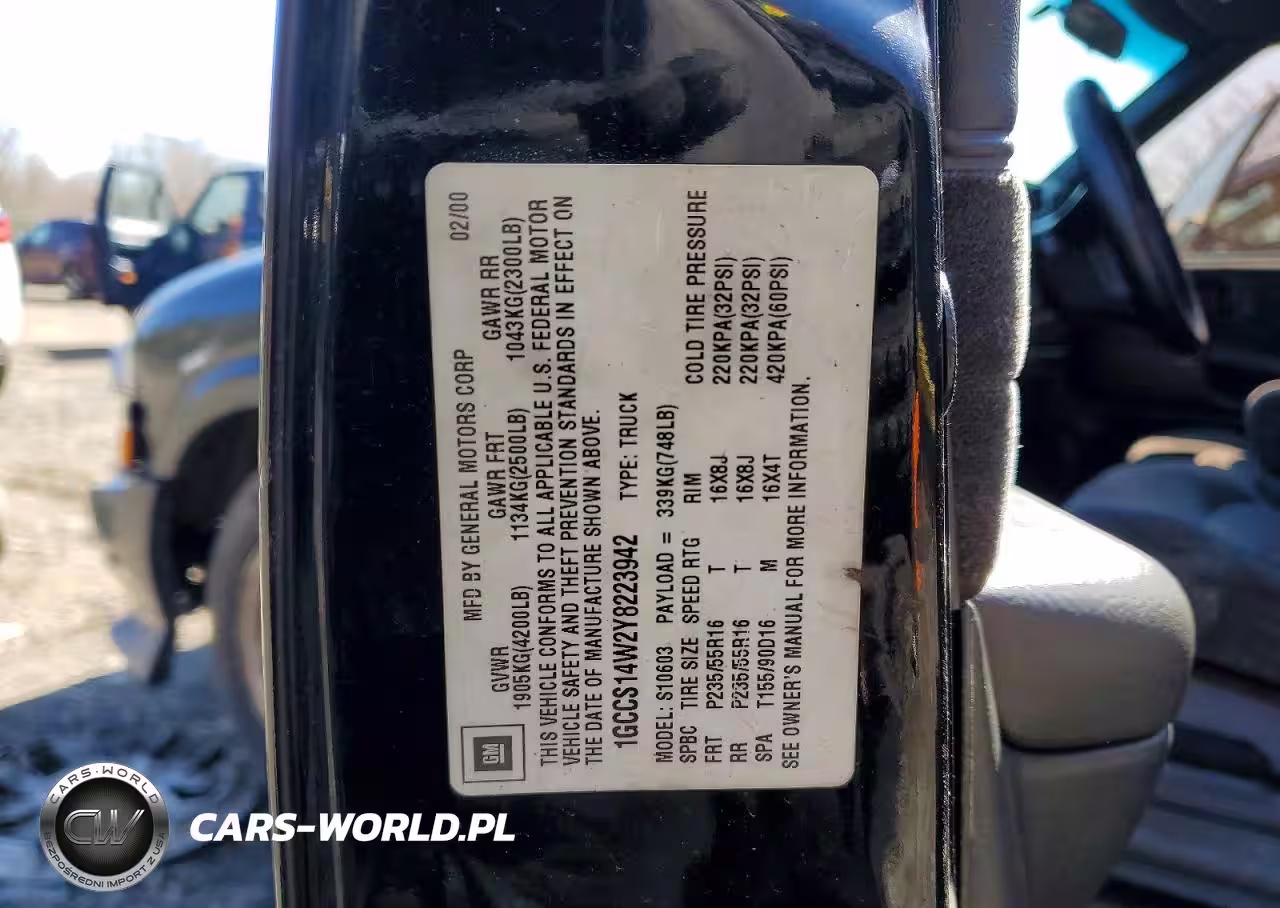 MFD BY GENERAL MOTORS CORP 02/00
GVWR GAWR FRT GAWR RR
1905KG(4200LB) 1134KG(2500LB) 1043KG(2300LB)
THIS VEHICLE CONFORMS TO ALL APPLICABLE U.S. FEDERAL MOTOR
VEHICLE SAFETY AND THEFT PREVENTION STANDARDS IN EFFECT ON
THE DATE OF MANUFACTURE SHOWN ABOVE.
GM
1GCCS14W2Y8223942 TYPE: TRUCK
MODEL: S10603 PAYLOAD = 339KG(748LB)
SPBC TIRE SIZE SPEED RTG RIM COLD TIRE PRESSURE
FRT P235/55R16 T 16X8J 220KPA(32PSI)
RR P235/55R16 T 16X8J 220KPA(32PSI)
SPA T155/90D16 M 16X4T 420KPA(60PSI)
SEE OWNER'S MANUAL FOR MORE INFORMATION.
CARS-WORLD
CW
BEZPOŚREDNI IMPORT Z USA
CARS-WORLD.PL